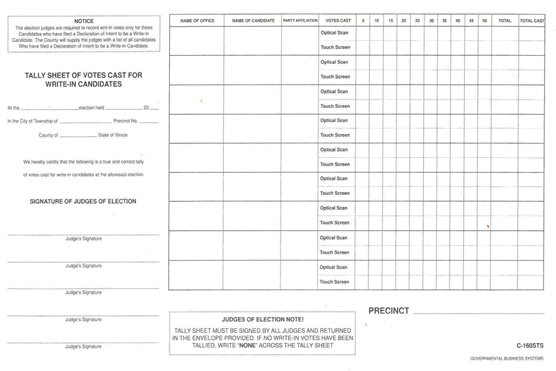 NOTICE
The election judges are required to record wirt-in votes only for those
Candidates who have filed a Declaration of Intent to be a Write-In
Candidate. The County will supply the judges with a list of all candidates
Who have filed a Declaration of Intent to be a Write-In Candidate.
TALLY SHEET OF VOTES CAST FOR
WRITE-IN CANDIDATES
At the election held 20
in the City of Township of Precinct No.
County of State of Illinois
We hereby certify that the following is a true and correct tally
of votes cast for write-in candidates at the aforesaid election.
SIGNATURE OF JUDGES OF ELECTION
Judge's Signature
Judge's Signature
Judge's Signature
Judge's Signature
Judge's Signature
NAME OF OFFICE NAME OF CANDIDATE PARTY AFFILIATION VOTES CAST 5 10 15 20 25 30 35 40 45 50 TOTAL TOTAL CAST
Optical Scan
Touch Screen
Optical Scan
Touch Screen
Optical Scan
Touch Screen
Optical Scan
Touch Screen
Optical Scan
Touch Screen
Optical Scan
Touch Screen
Optical Scan
Touch Screen
Optical Scan
Touch Screen
Optical Scan
Touch Screen
JUDGES OF ELECTION NOTE!
TALLY SHEET MUST BE SIGNED BY ALL JUDGES AND RETURNED
IN THE ENVELOPE PROVIDED. IF NO WRITE-IN VOTES HAVE BEEN
TALLIED, WRITE "NONE" ACROSS THE TALLY SHEET
PRECINCT
C-160STS
GOVERNMENTAL BUSINESS SYSTEMS